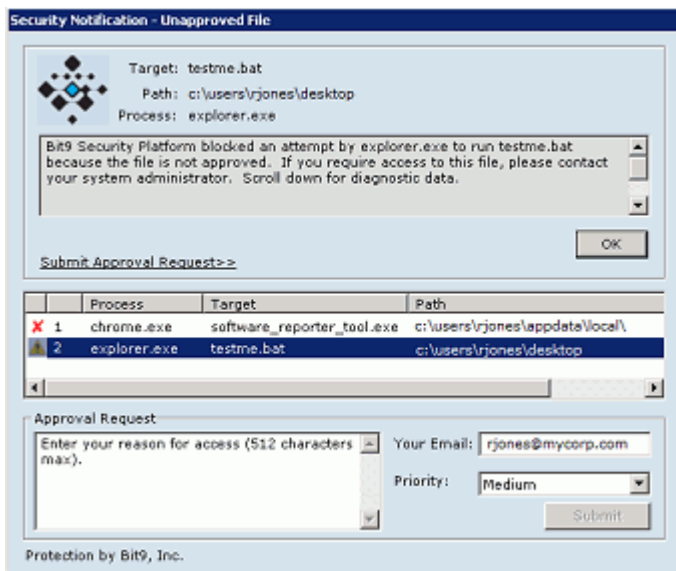 Security Notification - Unapproved File
Target: testme.bat
Path: c:\users\rjones\desktop
Process: explorer.exe
Bit9 Security Platform blocked an attempt by explorer.exe to run testme.bat
because the file is not approved. If you require access to this file, please contact
your system administrator. Scroll down for diagnostic data.
OK
Submit Approval Request>>
Process Target Path
1 chrome.exe software_reporter_tool.exe c:\users\rjones\appdata\local\
2 explorer.exe testme.bat c:\users\rjones\desktop
Approval Request
Enter your reason for access (512 characters
max).
Your Email: rjones@mycorp.com
Priority: Medium
Submit
Protection by Bit9, Inc.